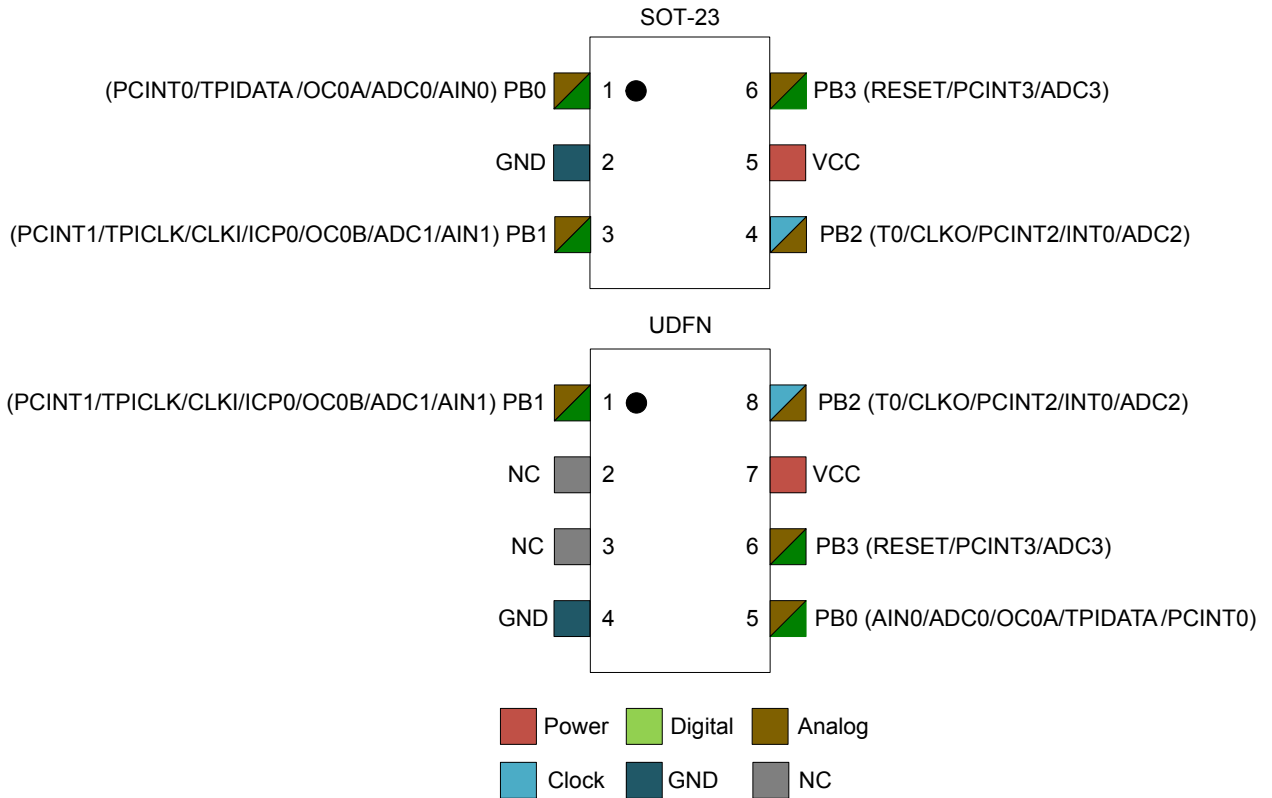 SOT-23
(PCINT0/TPIDATA/OC0A/ADC0/AIN0) PB0 1 6 PB3 (RESET/PCINT3/ADC3)
GND 2 5 VCC
(PCINT1/TPICLK/CLKI/ICP0/OC0B/ADC1/AIN1) PB1 3 4 PB2 (T0/CLKO/PCINT2/INT0/ADC2)
UDFN
(PCINT1/TPICLK/CLKI/ICP0/OC0B/ADC1/AIN1) PB1 1 8 PB2 (T0/CLKO/PCINT2/INT0/ADC2)
NC 2 7 VCC
NC 3 6 PB3 (RESET/PCINT3/ADC3)
GND 4 5 PB0 (AIN0/ADC0/OC0A/TPIDATA/PCINT0)
Power Digital Analog
Clock GND NC